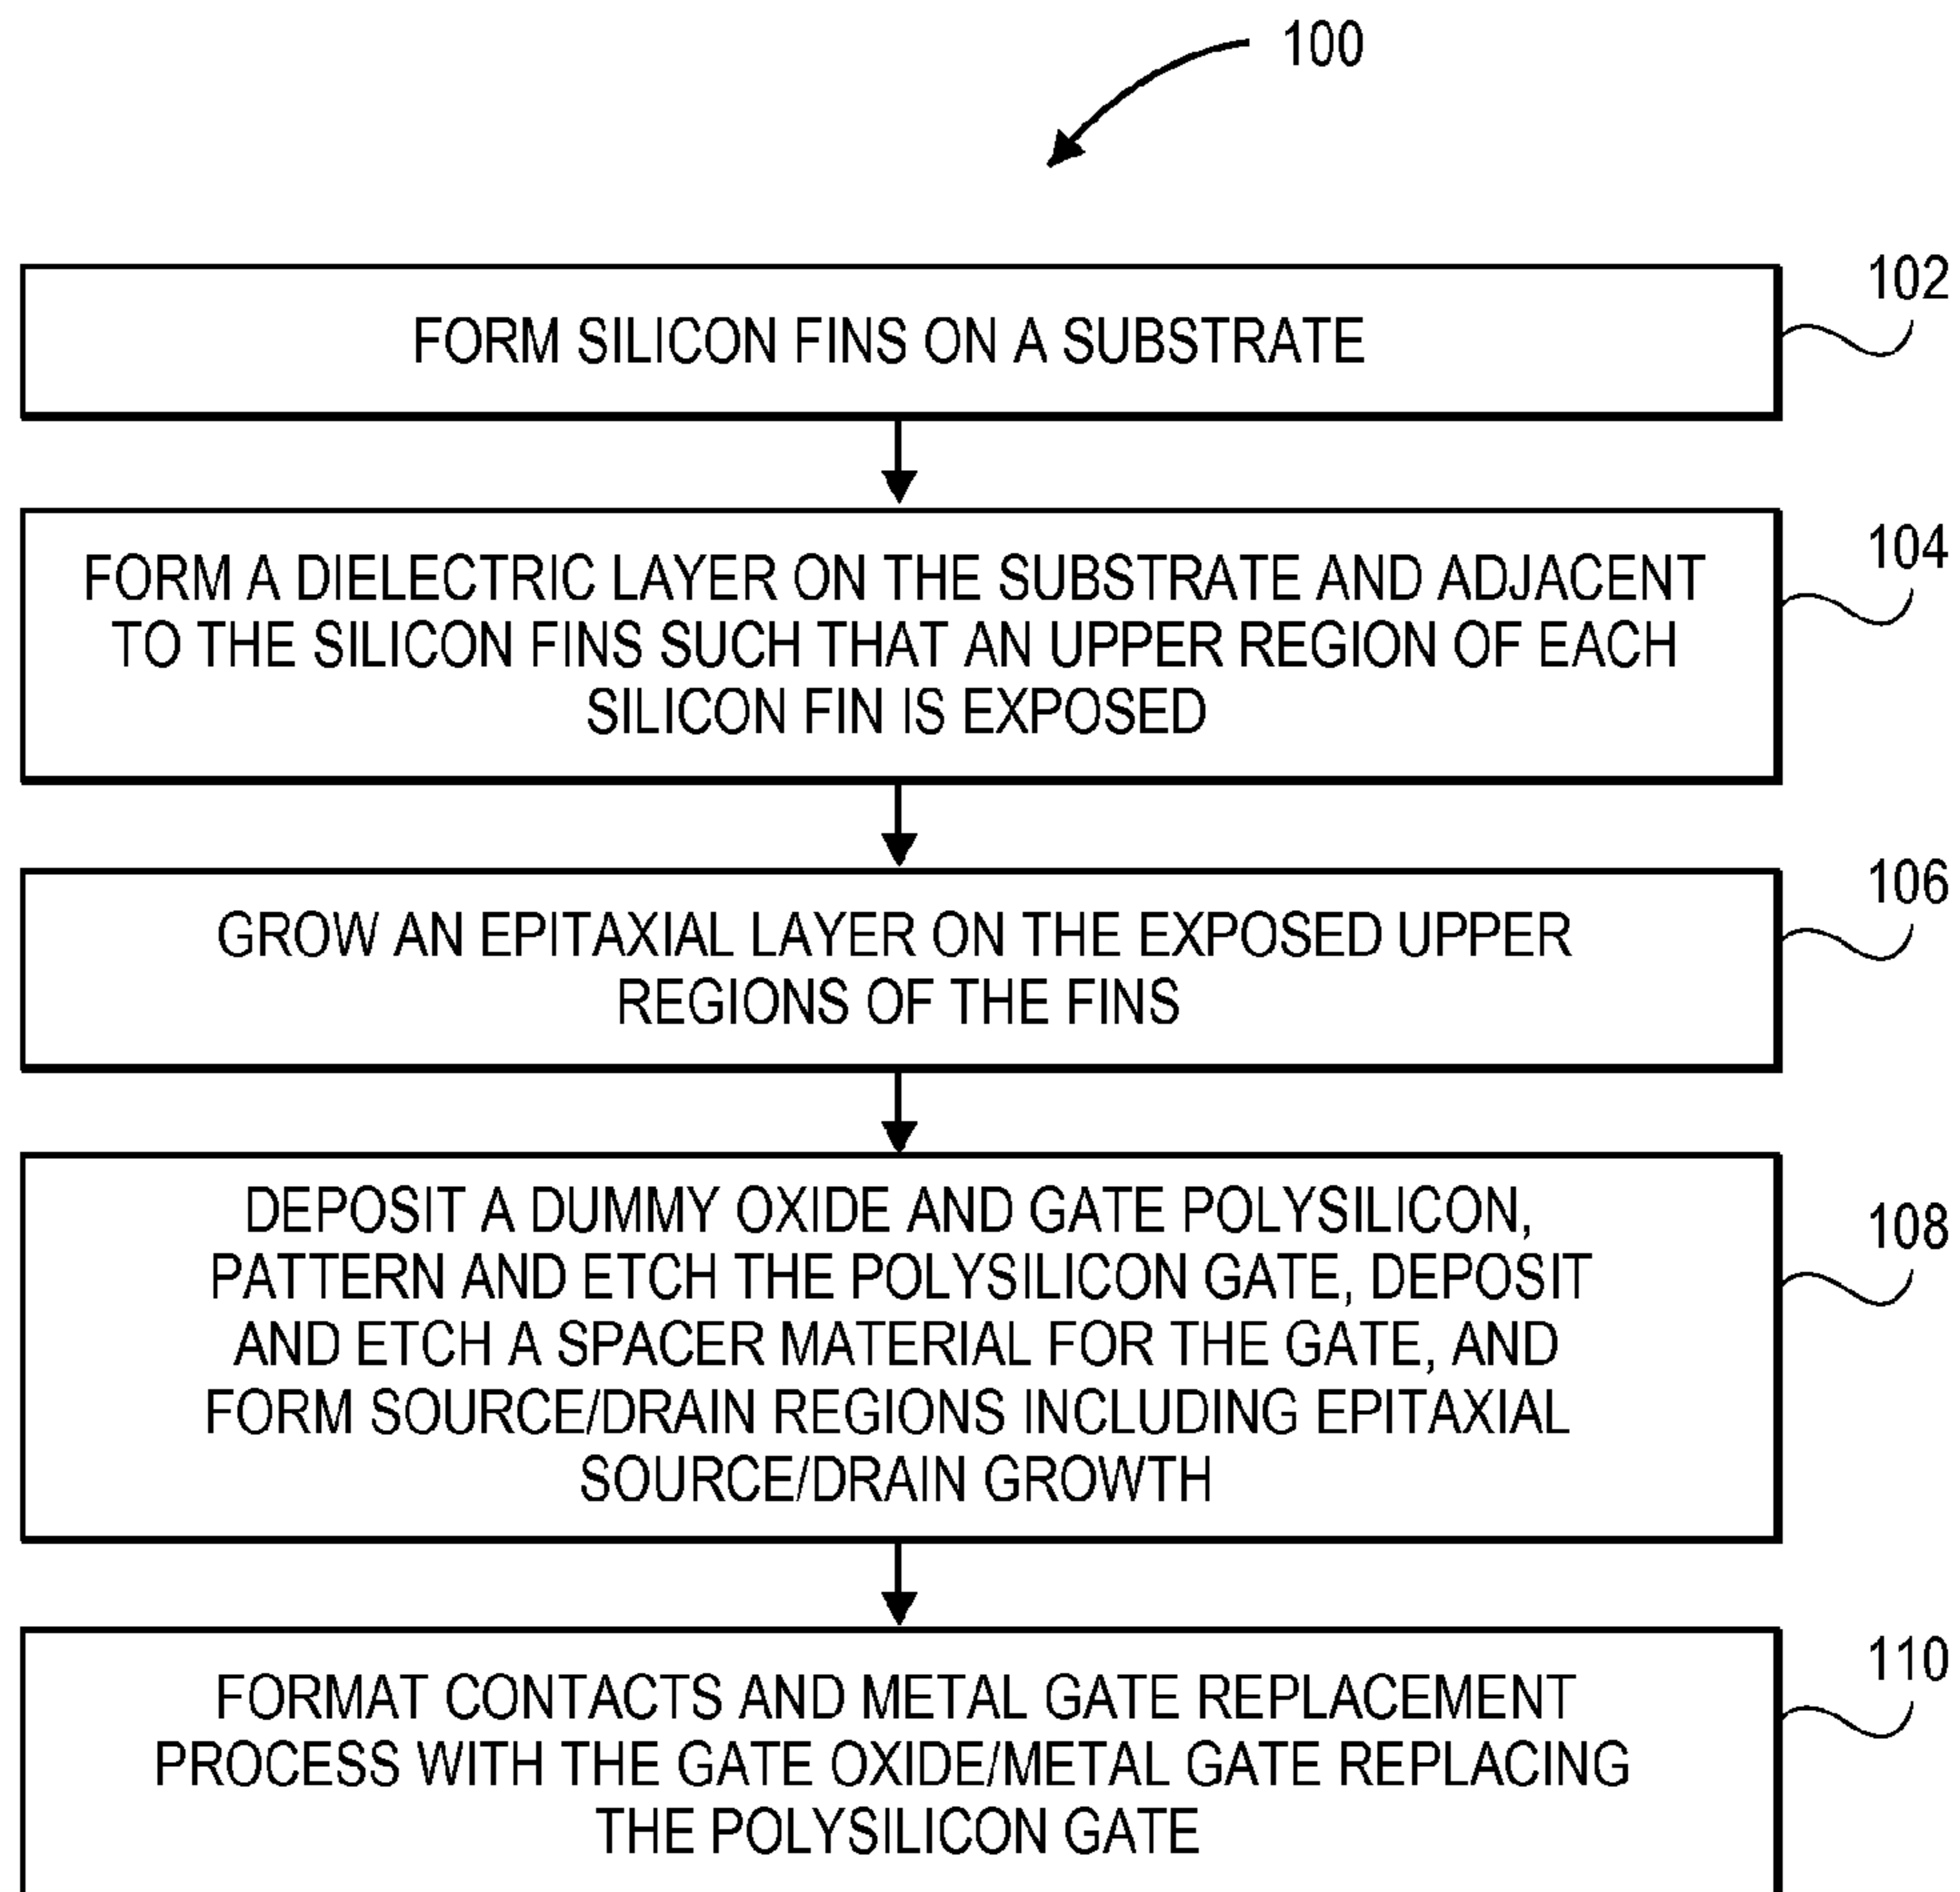 100
102
FORM SILICON FINS ON A SUBSTRATE
104
FORM A DIELECTRIC LAYER ON THE SUBSTRATE AND ADJACENT
TO THE SILICON FINS SUCH THAT AN UPPER REGION OF EACH
SILICON FIN IS EXPOSED
106
GROW AN EPITAXIAL LAYER ON THE EXPOSED UPPER
REGIONS OF THE FINS
108
DEPOSIT A DUMMY OXIDE AND GATE POLYSILICON,
PATTERN AND ETCH THE POLYSILICON GATE, DEPOSIT
AND ETCH A SPACER MATERIAL FOR THE GATE, AND
FORM SOURCE/DRAIN REGIONS INCLUDING EPITAXIAL
SOURCE/DRAIN GROWTH
110
FORMAT CONTACTS AND METAL GATE REPLACEMENT
PROCESS WITH THE GATE OXIDE/METAL GATE REPLACING
THE POLYSILICON GATE